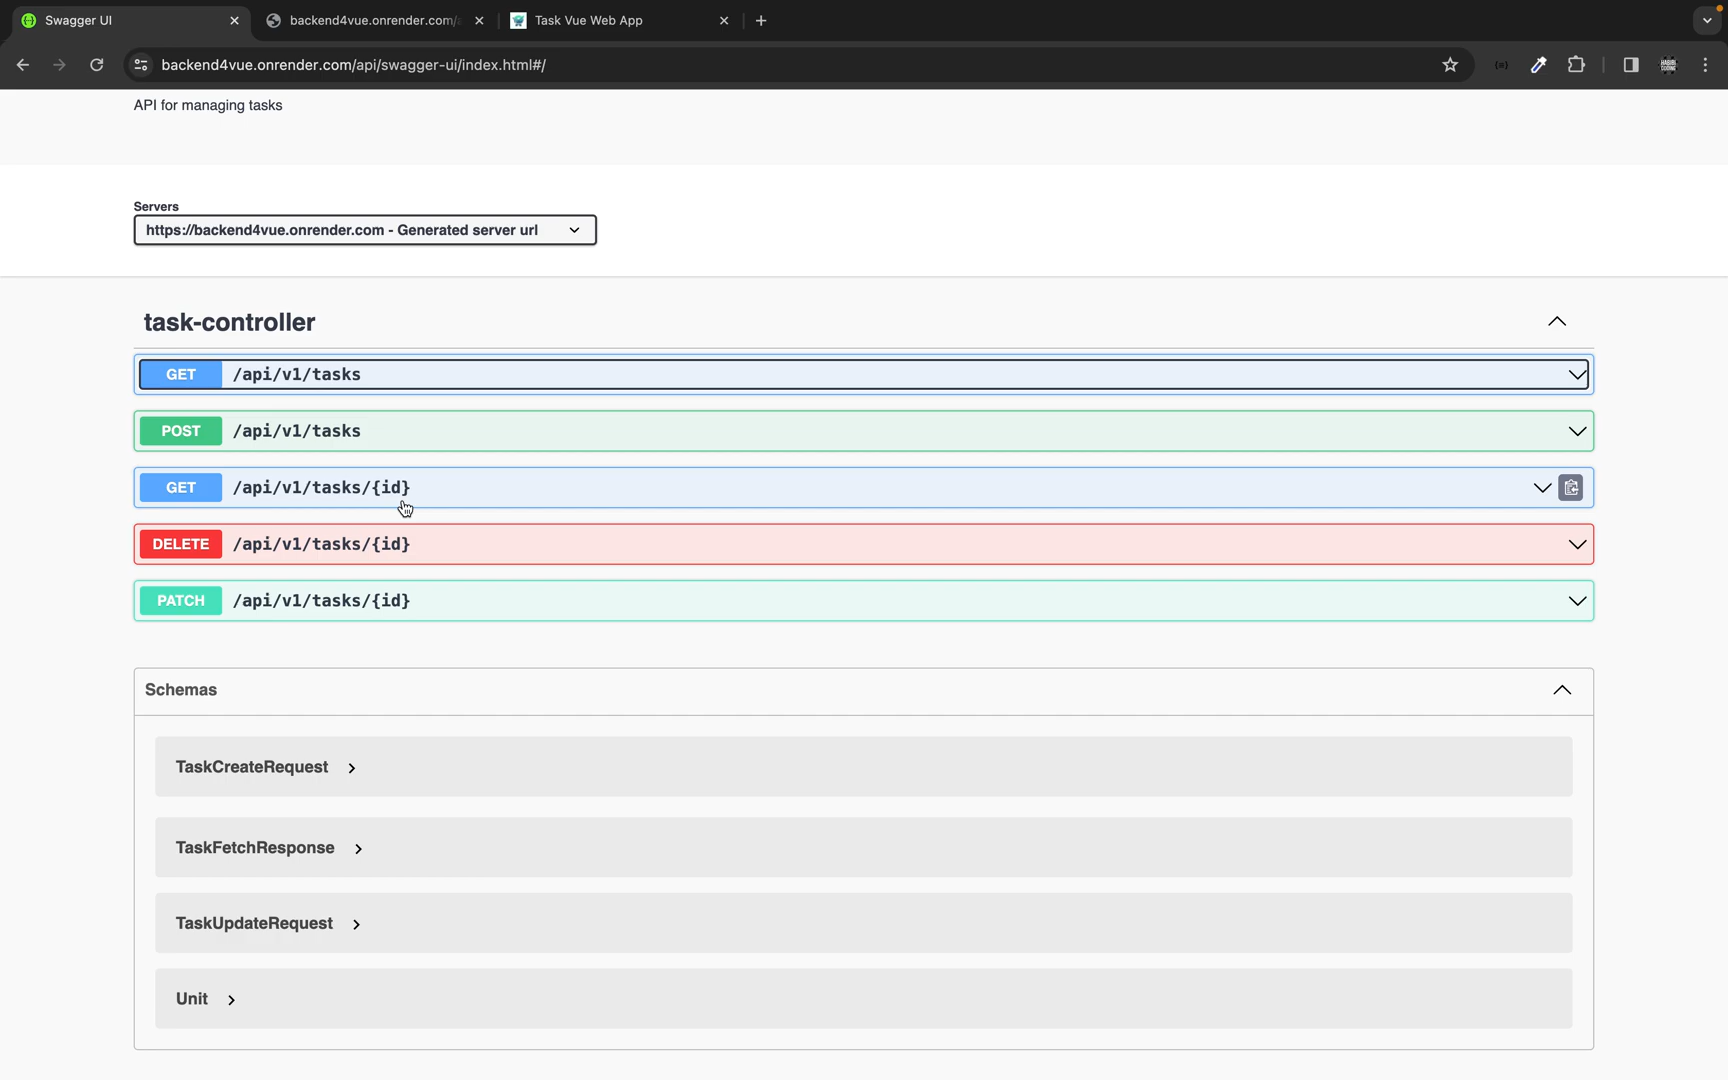 Swagger UI
backend4vue.onrender.com/
Task Vue Web App
backend4vue.onrender.com/api/swagger-ui/index.html#/
API for managing tasks
Servers
https://backend4vue.onrender.com - Generated server url
task-controller
GET /api/v1/tasks
POST /api/v1/tasks
GET /api/v1/tasks/{id}
DELETE /api/v1/tasks/{id}
PATCH /api/v1/tasks/{id}
Schemas
TaskCreateRequest
TaskFetchResponse
TaskUpdateRequest
Unit